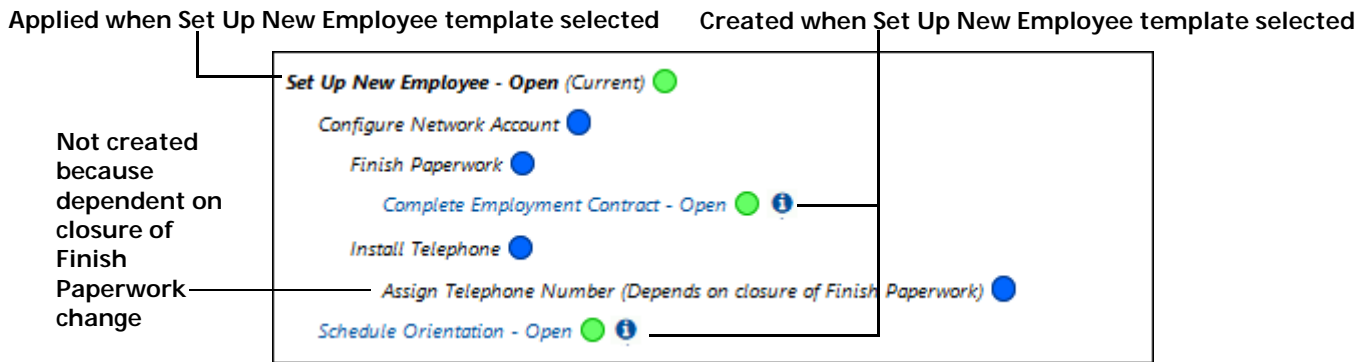 Applied when Set Up New Employee template selected
Created when Set Up New Employee template selected
Set Up New Employee - Open (Current)
Configure Network Account
Finish Paperwork
Complete Employment Contract - Open
Install Telephone
Assign Telephone Number (Depends on closure of Finish Paperwork)
Schedule Orientation - Open
Not created
because
dependent on
closure of
Finish
Paperwork
change